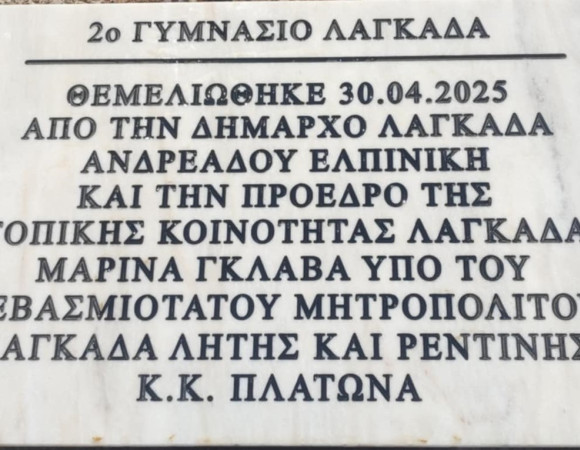 2ο ΓΥΜΝΑΣΙΟ ΛΑΓΚΑΔΑ
ΘΕΜΕΛΙΩΘΗΚΕ 30.04.2025
ΑΠΟ ΤΗΝ ΔΗΜΑΡΧΟ ΛΑΓΚΑΔΑ
ΑΝΔΡΕΑΔΟΥ ΕΛΠΙΝΙΚΗ
ΚΑΙ ΤΗΝ ΠΡΟΕΔΡΟ ΤΗΣ
ΤΟΠΙΚΗΣ ΚΟΙΝΟΤΗΤΑΣ ΛΑΓΚΑΔΑ
ΜΑΡΙΝΑ ΓΚΛΑΒΑ ΥΠΟ ΤΟΥ
ΕΒΑΣΜΙΟΤΑΤΟΥ ΜΗΤΡΟΠΟΛΙΤΟΥ
ΑΓΚΑΔΑ ΛΗΤΗΣ ΚΑΙ ΡΕΝΤΙΝΗΣ
Κ.Κ. ΠΛΑΤΩΝΑ